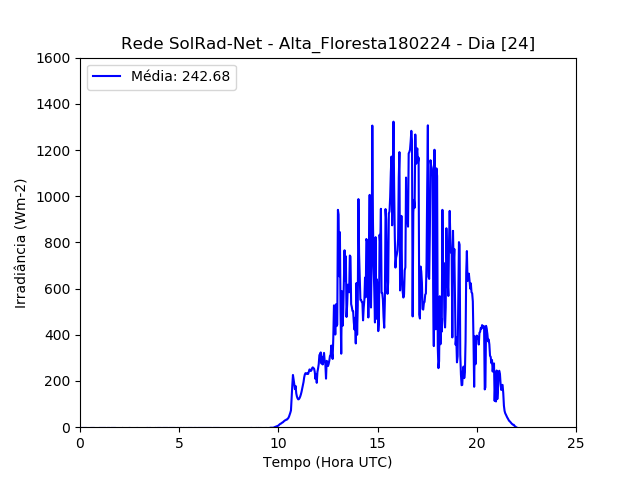 Rede SolRad-Net - Alta_Floresta180224 - Dia [24]
Média: 242.68
Irradiância (Wm-2)
1600
1400
1200
1000
800
600
400
200
0
0 5 10 15 20 25
Tempo (Hora UTC)